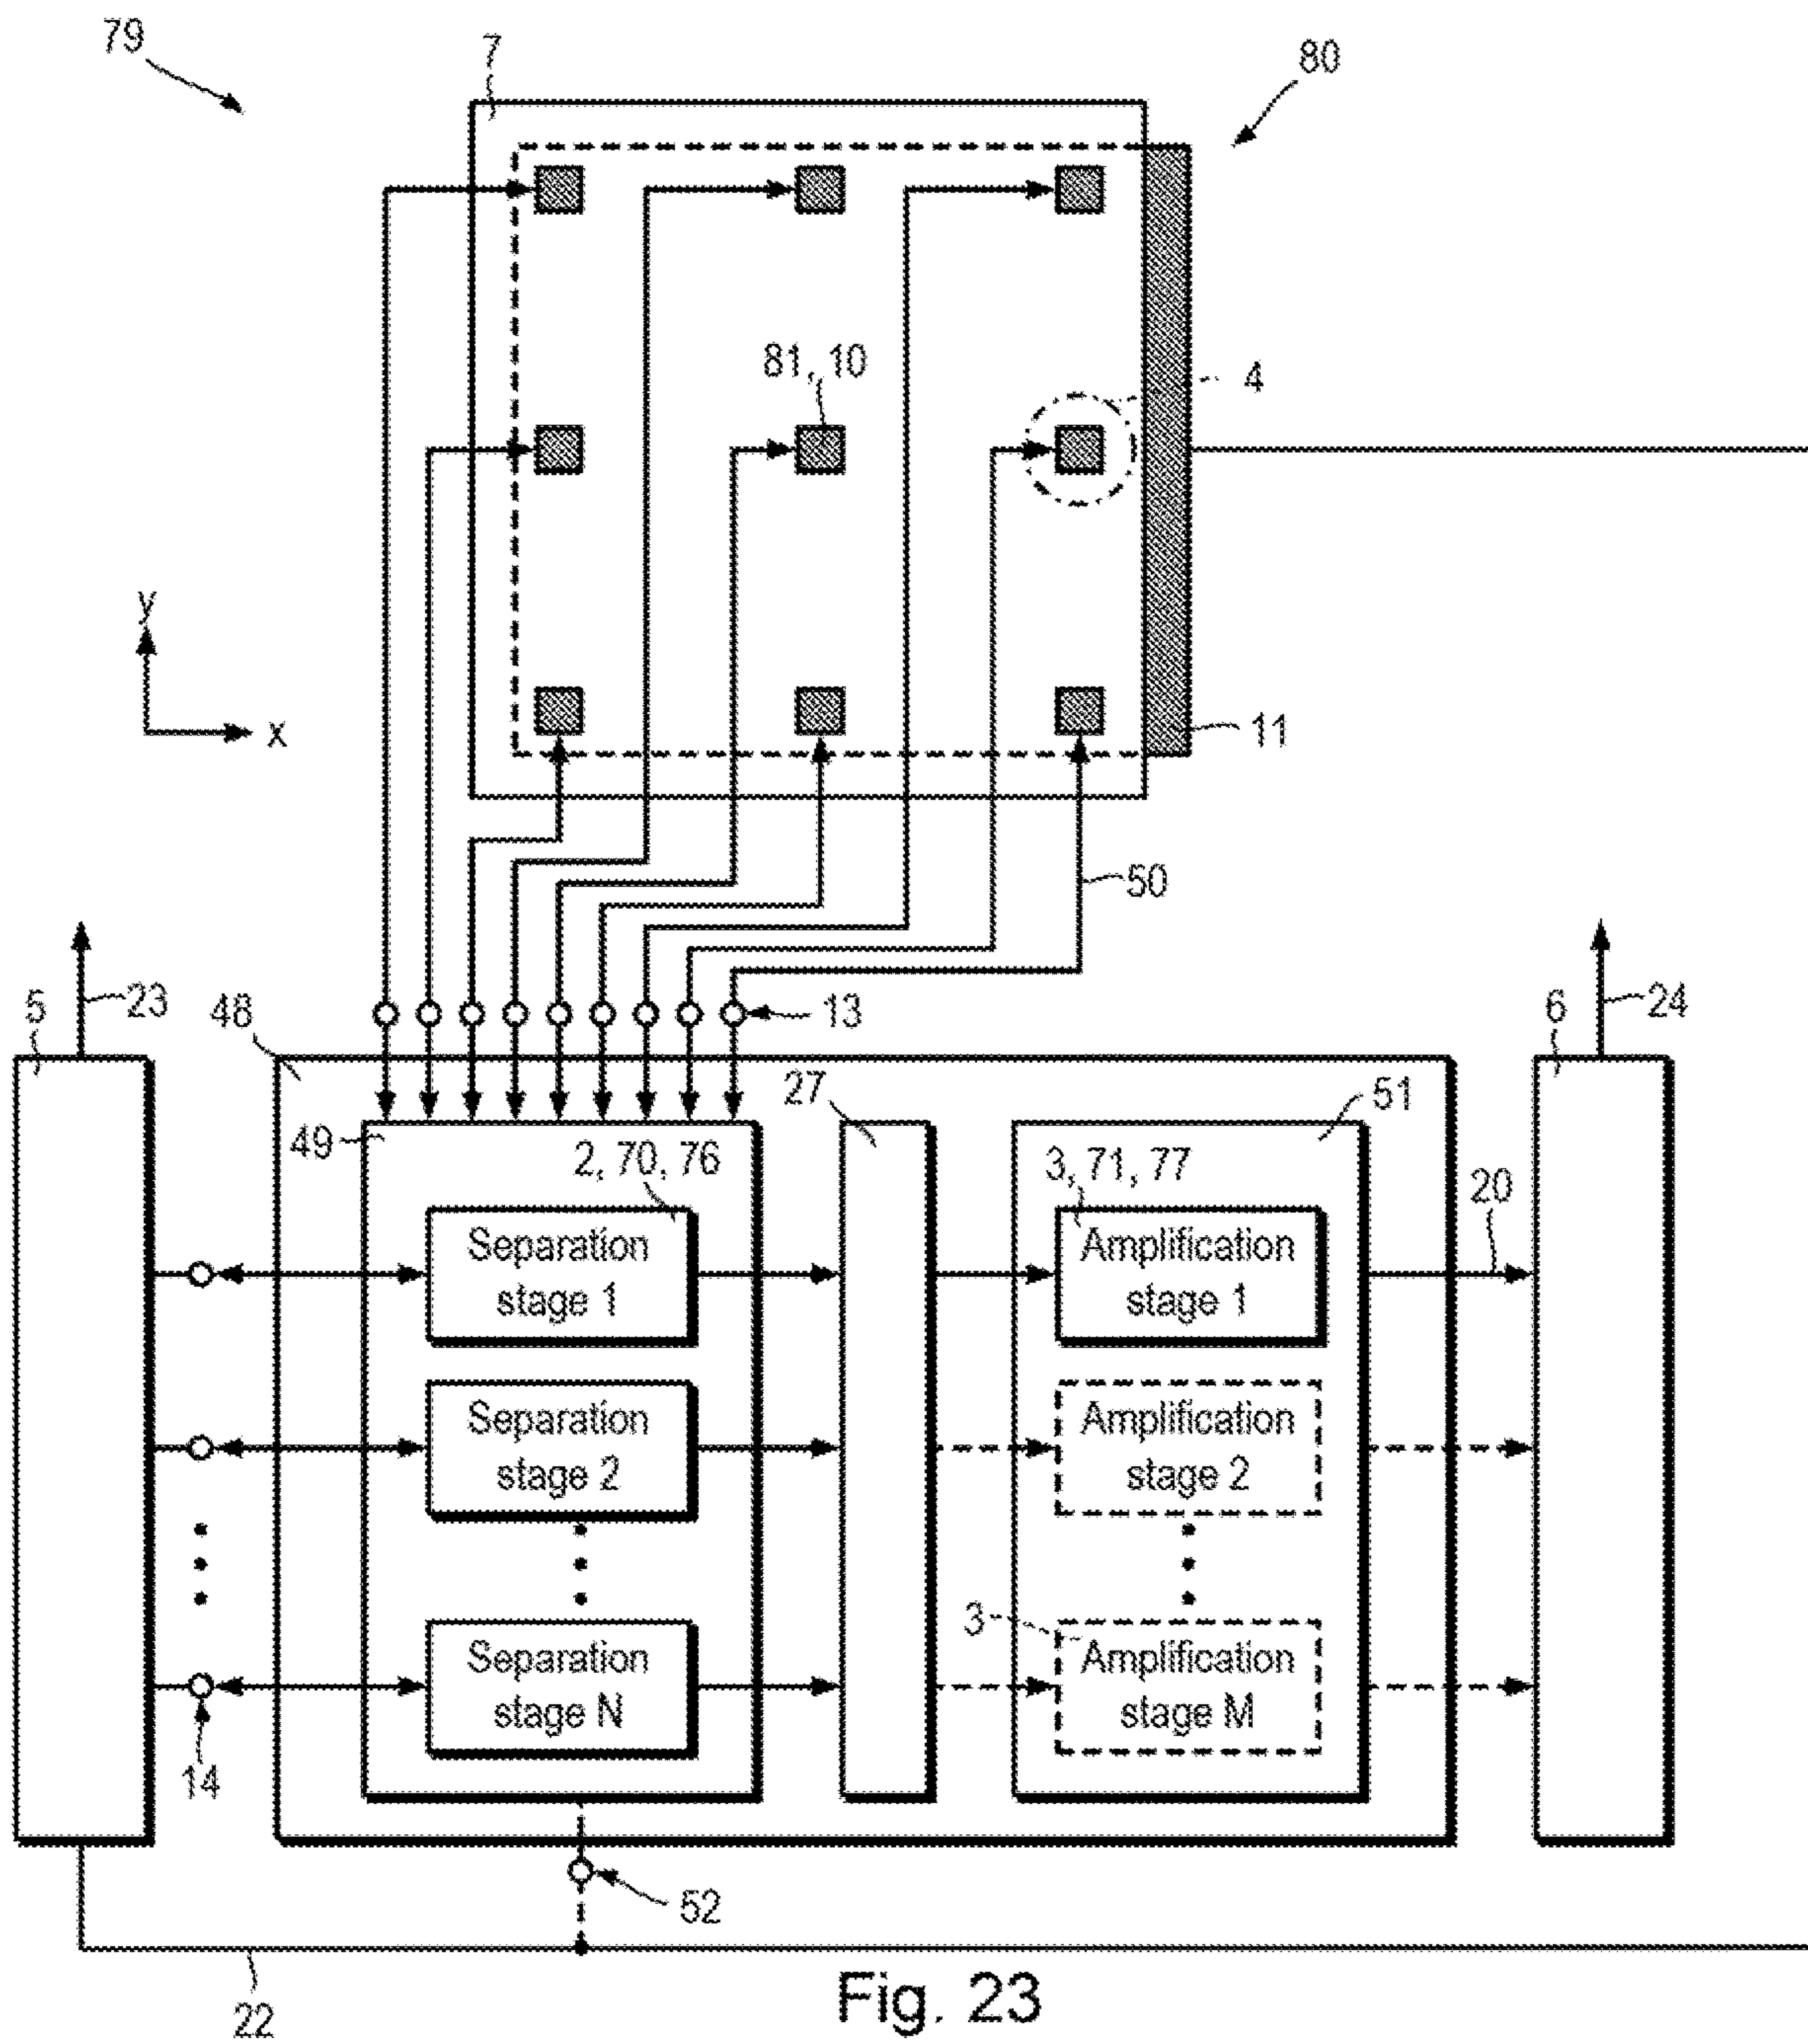 79
7
80
81, 10
4
y
x
11
50
5
23
48
13
27
51
6
24
49
2, 70, 76
3, 71, 77
20
Separation
stage 1
Amplification
stage 1
Separation
stage 2
Amplification
stage 2
3
Separation
stage N
Amplification
stage M
14
52
22
Fig. 23